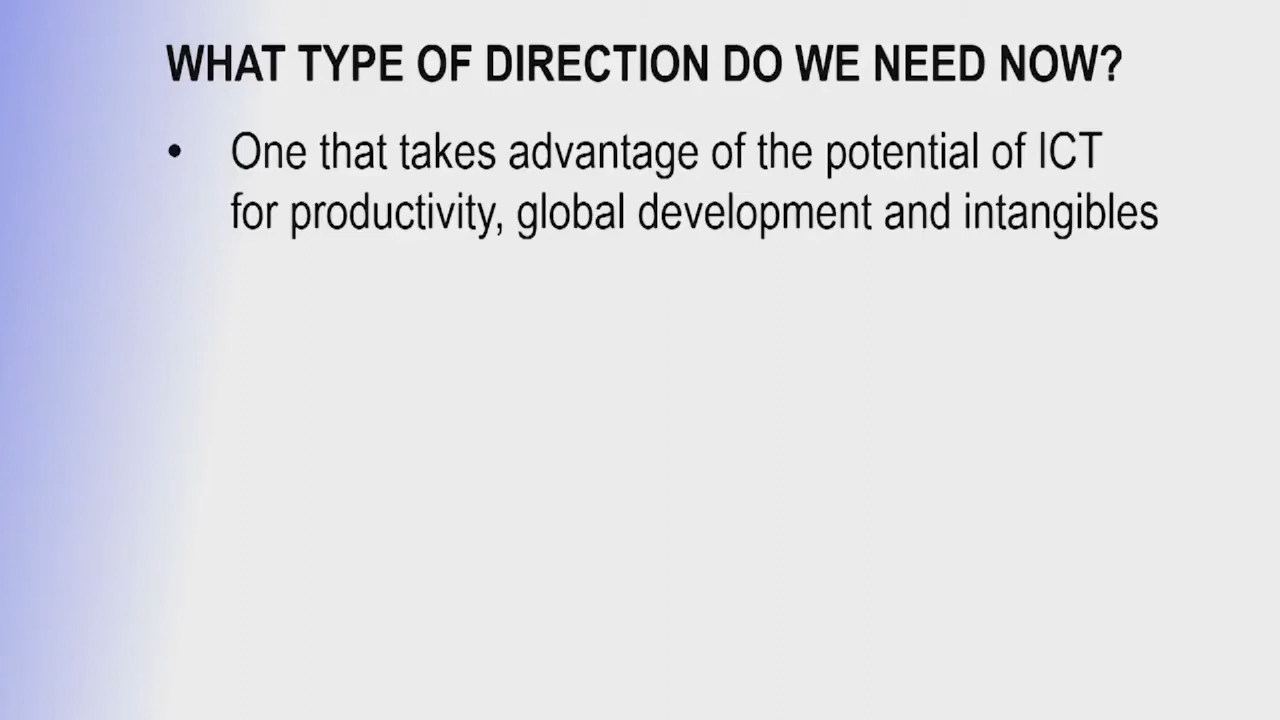 WHAT TYPE OF DIRECTION DO WE NEED NOW?
• One that takes advantage of the potential of ICT
for productivity, global development and intangibles